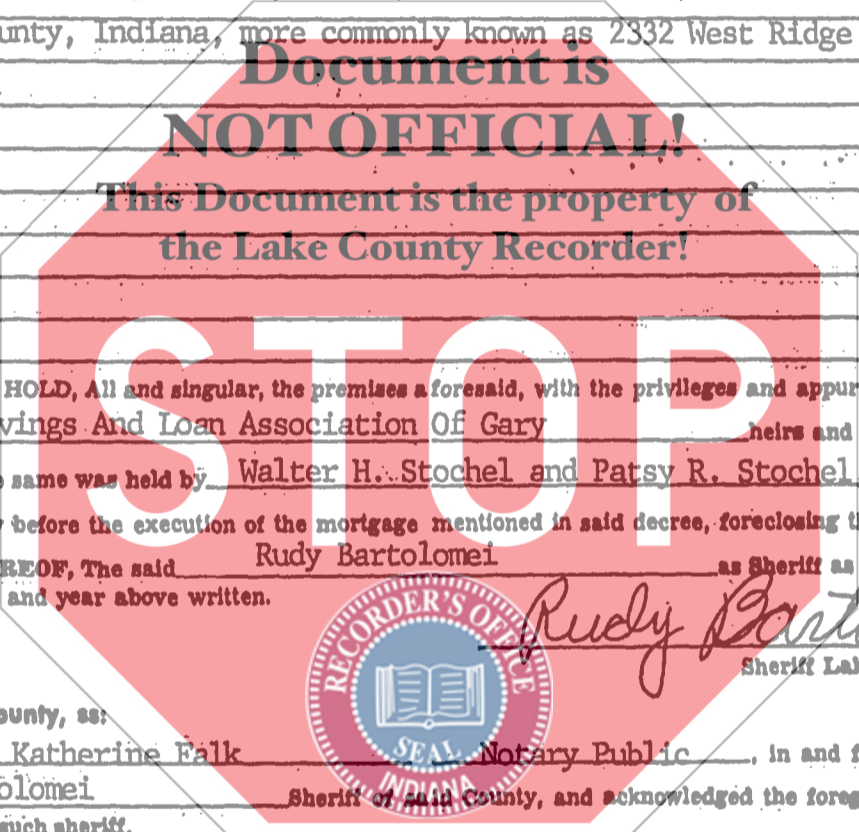 unty, Indiana, more commonly known as 2332 West Ridge
Document is
NOT OFFICIAL!
This Document is the property of
the Lake County Recorder!
STOP
HOLD, All and singular, the premises aforesaid, with the privileges and appur
vings And Loan Association Of Gary heirs and
same was held by Walter H. Stochel and Patsy R. Stochel,
before the execution of the mortgage mentioned in said decree, foreclosing t
REOF, The said Rudy Bartolomei as Sheriff as
and year above written.
Rudy Bart
Sheriff Lak
RECORDER'S OFFICE
SEAL
INDIANA
ounty, ss:
Katherine Falk Notary Public, in and f
olomei Sheriff of said County, and acknowledged the foreg
such sheriff.